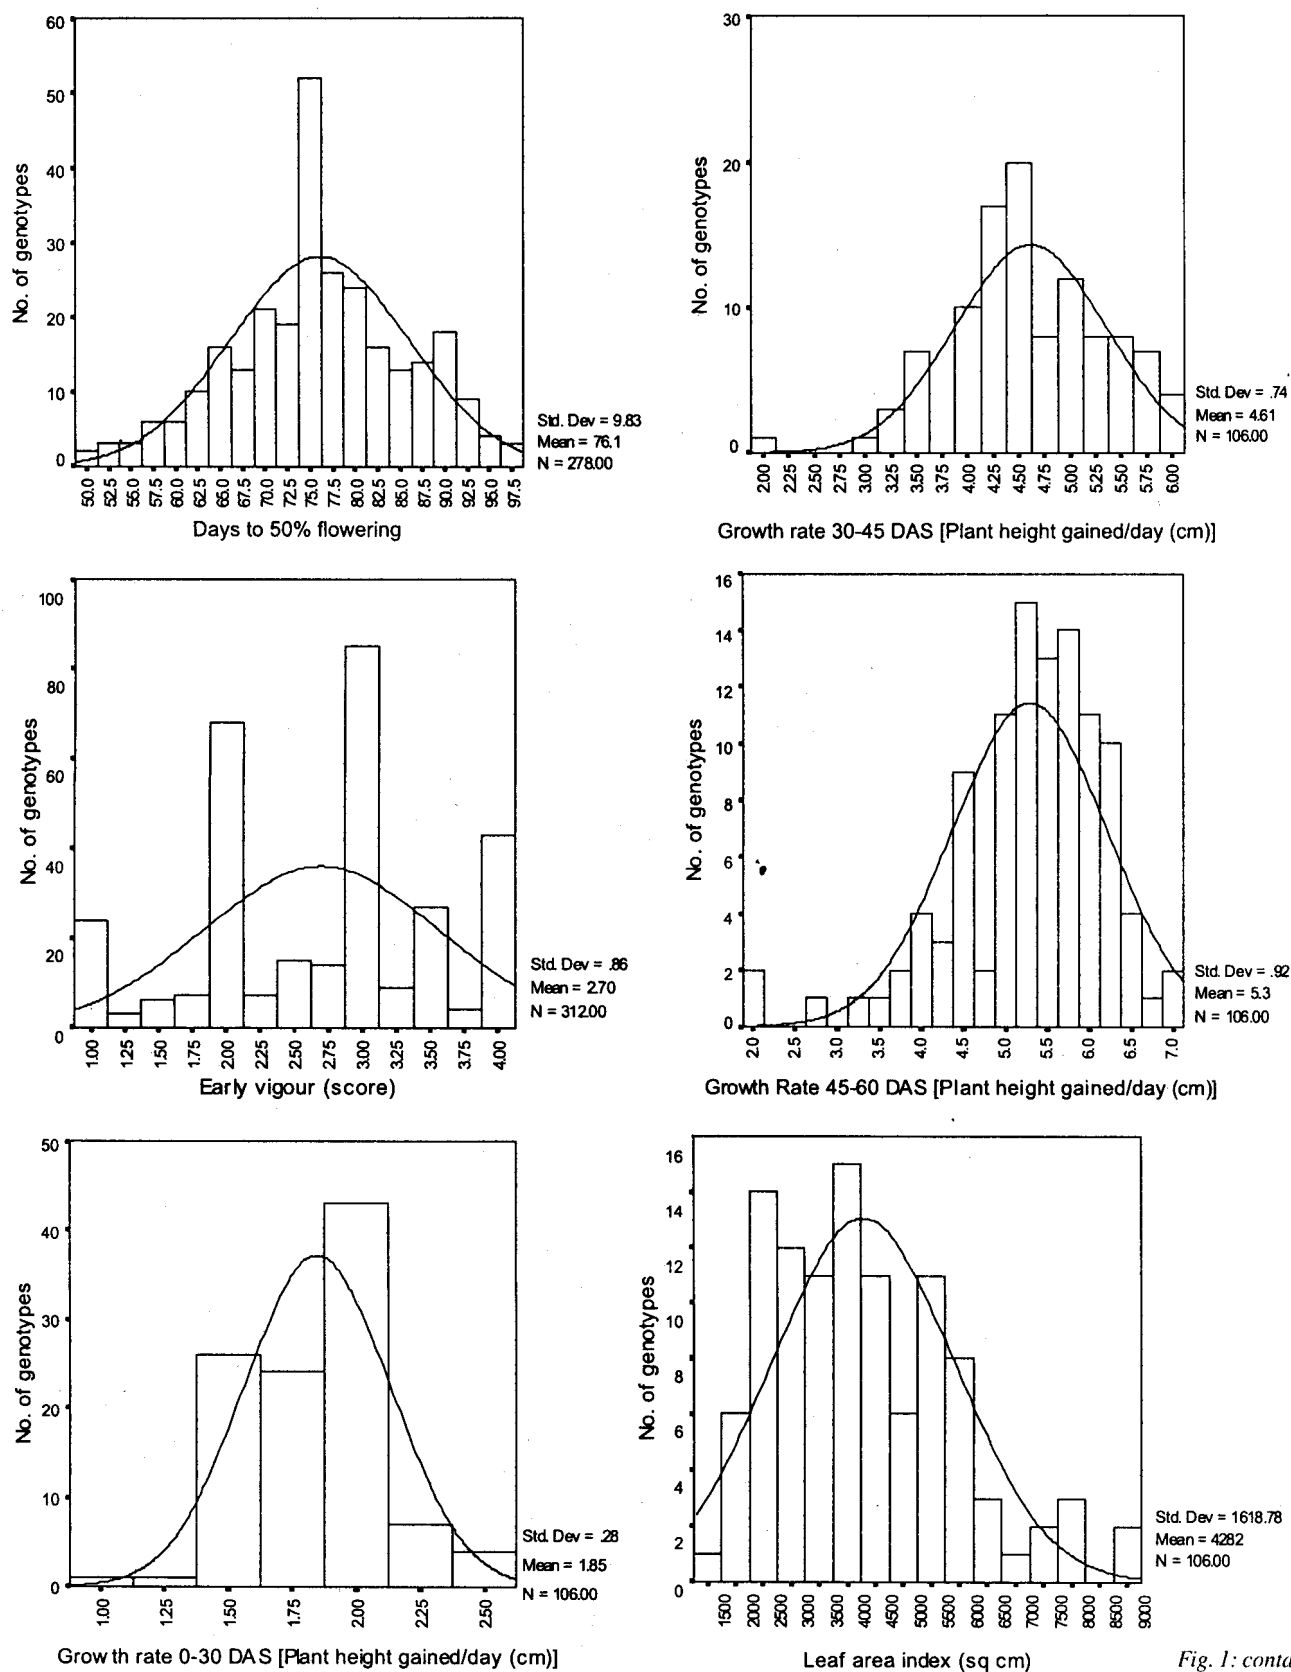 60
50
40
30
20
10
0
No. of genotypes
50.0 52.5 55.0 57.5 60.0 62.5 65.0 67.5 70.0 72.5 75.0 77.5 80.0 82.5 85.0 87.5 90.0 92.5 95.0 97.5
Days to 50% flowering
Std. Dev = 9.83
Mean = 76.1
N = 278.00
30
20
10
0
No. of genotypes
2.00 2.25 2.50 2.75 3.00 3.25 3.50 3.75 4.00 4.25 4.50 4.75 5.00 5.25 5.50 5.75 6.00
Growth rate 30-45 DAS [Plant height gained/day (cm)]
Std. Dev = .74
Mean = 4.61
N = 106.00
100
80
60
40
20
0
No. of genotypes
1.00 1.25 1.50 1.75 2.00 2.25 2.50 2.75 3.00 3.25 3.50 3.75 4.00
Early vigour (score)
Std. Dev = .86
Mean = 2.70
N = 312.00
16
14
12
10
8
6
4
2
0
No. of genotypes
2.0 2.5 3.0 3.5 4.0 4.5 5.0 5.5 6.0 6.5 7.0
Growth Rate 45-60 DAS [Plant height gained/day (cm)]
Std. Dev = .92
Mean = 5.3
N = 106.00
50
40
30
20
10
0
No. of genotypes
1.00 1.25 1.50 1.75 2.00 2.25 2.50
Growth rate 0-30 DAS [Plant height gained/day (cm)]
Std. Dev = .28
Mean = 1.85
N = 106.00
16
14
12
10
8
6
4
2
0
No. of genotypes
1500 2000 2500 3000 3500 4000 4500 5000 5500 6000 6500 7000 7500 8000 8500 9000
Leaf area index (sq cm)
Std. Dev = 1618.78
Mean = 4282
N = 106.00
Fig. 1: contd